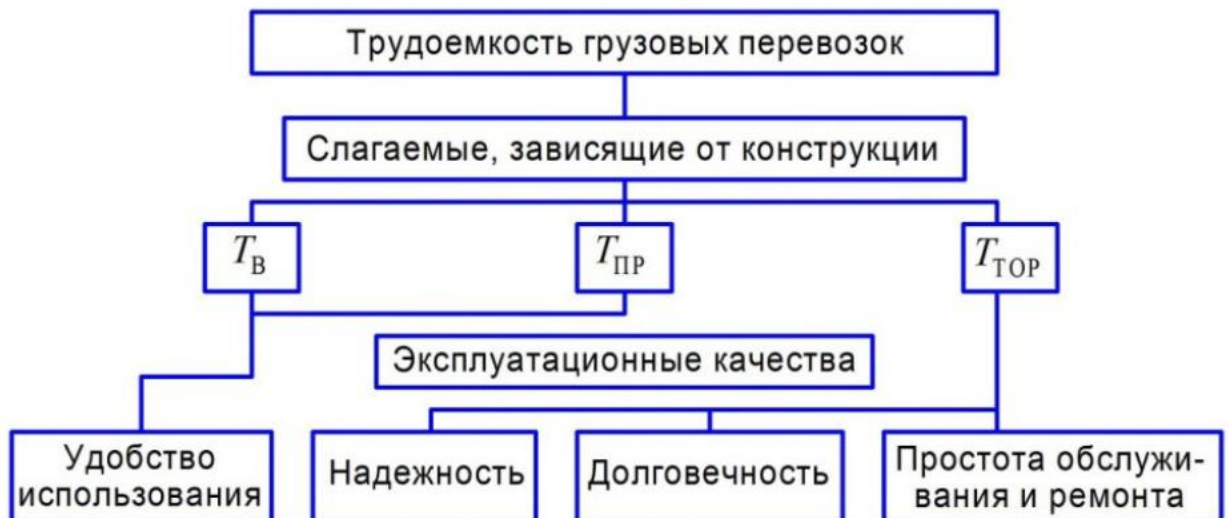 Трудоемкость грузовых перевозок
Слагаемые, зависящие от конструкции
TВ TПР TТОР
Эксплуатационные качества
Удобство использования
Надежность
Долговечность
Простота обслужи-
вания и ремонта